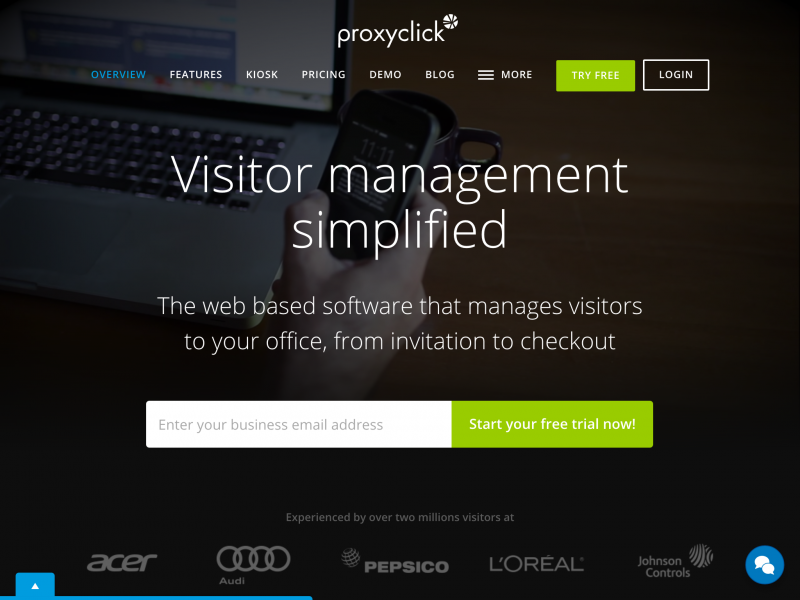 proxyclick
OVERVIEW FEATURES KIOSK PRICING DEMO BLOG MORE TRY FREE LOGIN
Visitor management
simplified
The web based software that manages visitors
to your office, from invitation to checkout
Enter your business email address Start your free trial now!
Experienced by over two millions visitors at
acer Audi PEPSICO L'ORÉAL Johnson
Controls